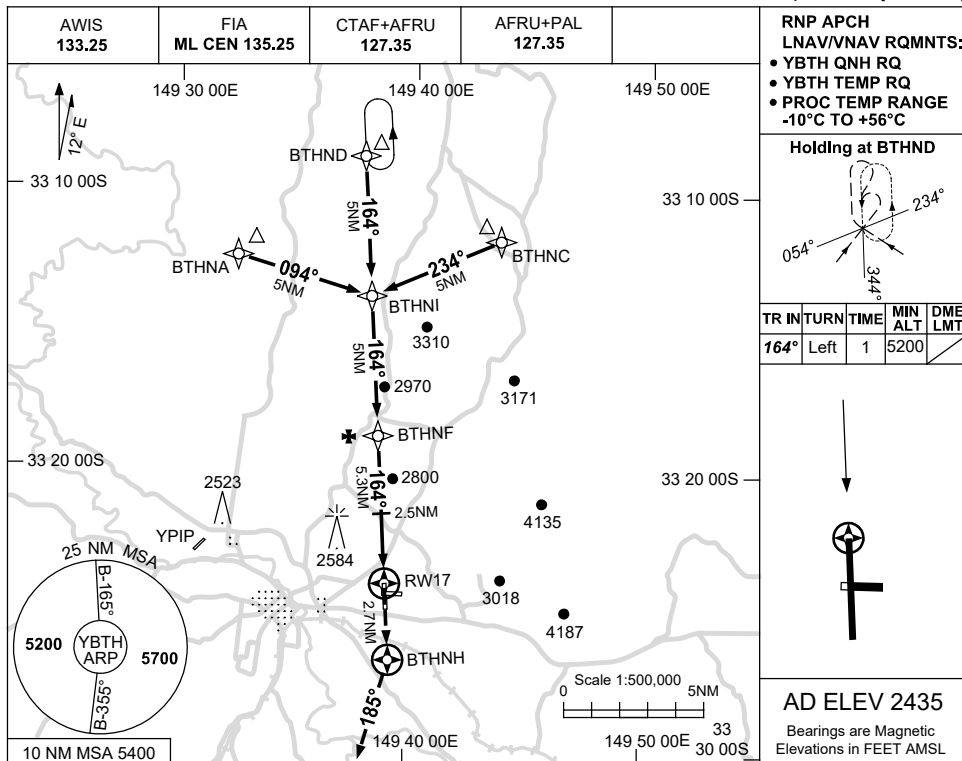 AWIS
133.25
FIA
ML CEN 135.25
CTAF+AFRU
127.35
AFRU+PAL
127.35
RNP APCH
LNAV/VNAV RQMNTS:
• YBTH QNH RQ
• YBTH TEMP RQ
• PROC TEMP RANGE
-10°C TO +56°C
149 30 00E
149 40 00E
149 50 00E
12° E
BTHND
33 10 00S
33 10 00S
164°
5NM
BTHNA
094°
5NM
234°
5NM
BTHNC
BTHNI
3310
164°
5NM
2970
3171
BTHNF
33 20 00S
33 20 00S
164°
5.3NM
2800
2.5NM
2523
YPIP
2584
4135
RW17
3018
4187
2.7NM
BTHNH
185°
25 NM MSA
B-165°
5200
YBTH
ARP
5700
B-355°
10 NM MSA 5400
Scale 1:500,000
0
5NM
149 40 00E
149 50 00E
33
30 00S
Holding at BTHND
234°
054°
344°
TR IN TURN TIME MIN ALT DME LMT
164° Left 1 5200
AD ELEV 2435
Bearings are Magnetic
Elevations in FEET AMSL